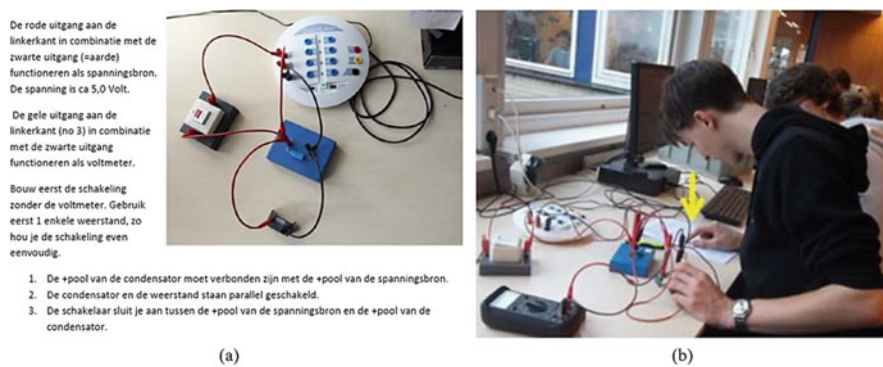 De rode uitgang aan de
linkerkant in combinatie met de
zwarte uitgang (=aarde)
functioneren als spanningsbron.
De spanning is ca 5,0 Volt.
De gele uitgang aan de
linkerkant (no 3) in combinatie
met de zwarte uitgang
functioneren als voltmeter.
Bouw eerst de schakeling
zonder de voltmeter. Gebruik
eerst 1 enkele weerstand, zo
hou je de schakeling even
eenvoudig.
1. De +pool van de condensator moet verbonden zijn met de +pool van de spanningsbron.
2. De condensator en de weerstand staan parallel geschakeld.
3. De schakelaar sluit je aan tussen de +pool van de spanningsbron en de +pool van de
condensator.
(a)
(b)